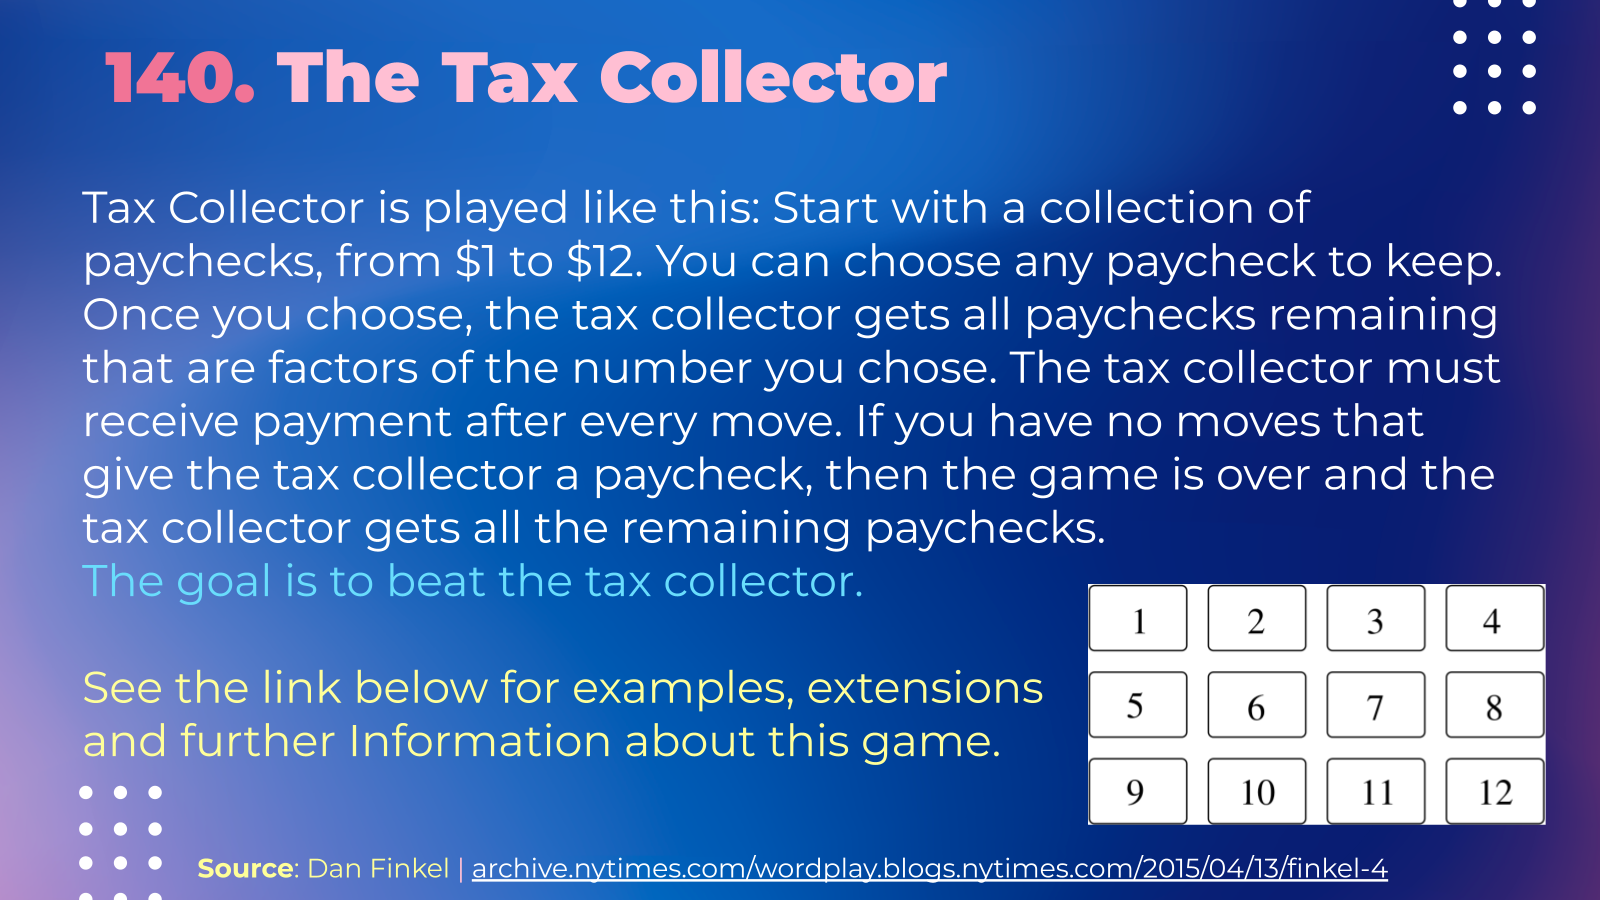 140. The Tax Collector
Tax Collector is played like this: Start with a collection of
paychecks, from $1 to $12. You can choose any paycheck to keep.
Once you choose, the tax collector gets all paychecks remaining
that are factors of the number you chose. The tax collector must
receive payment after every move. If you have no moves that
give the tax collector a paycheck, then the game is over and the
tax collector gets all the remaining paychecks.
The goal is to beat the tax collector.
See the link below for examples, extensions
and further Information about this game.
1 2 3 4
5 6 7 8
9 10 11 12
Source: Dan Finkel | archive.nytimes.com/wordplay.blogs.nytimes.com/2015/04/13/finkel-4